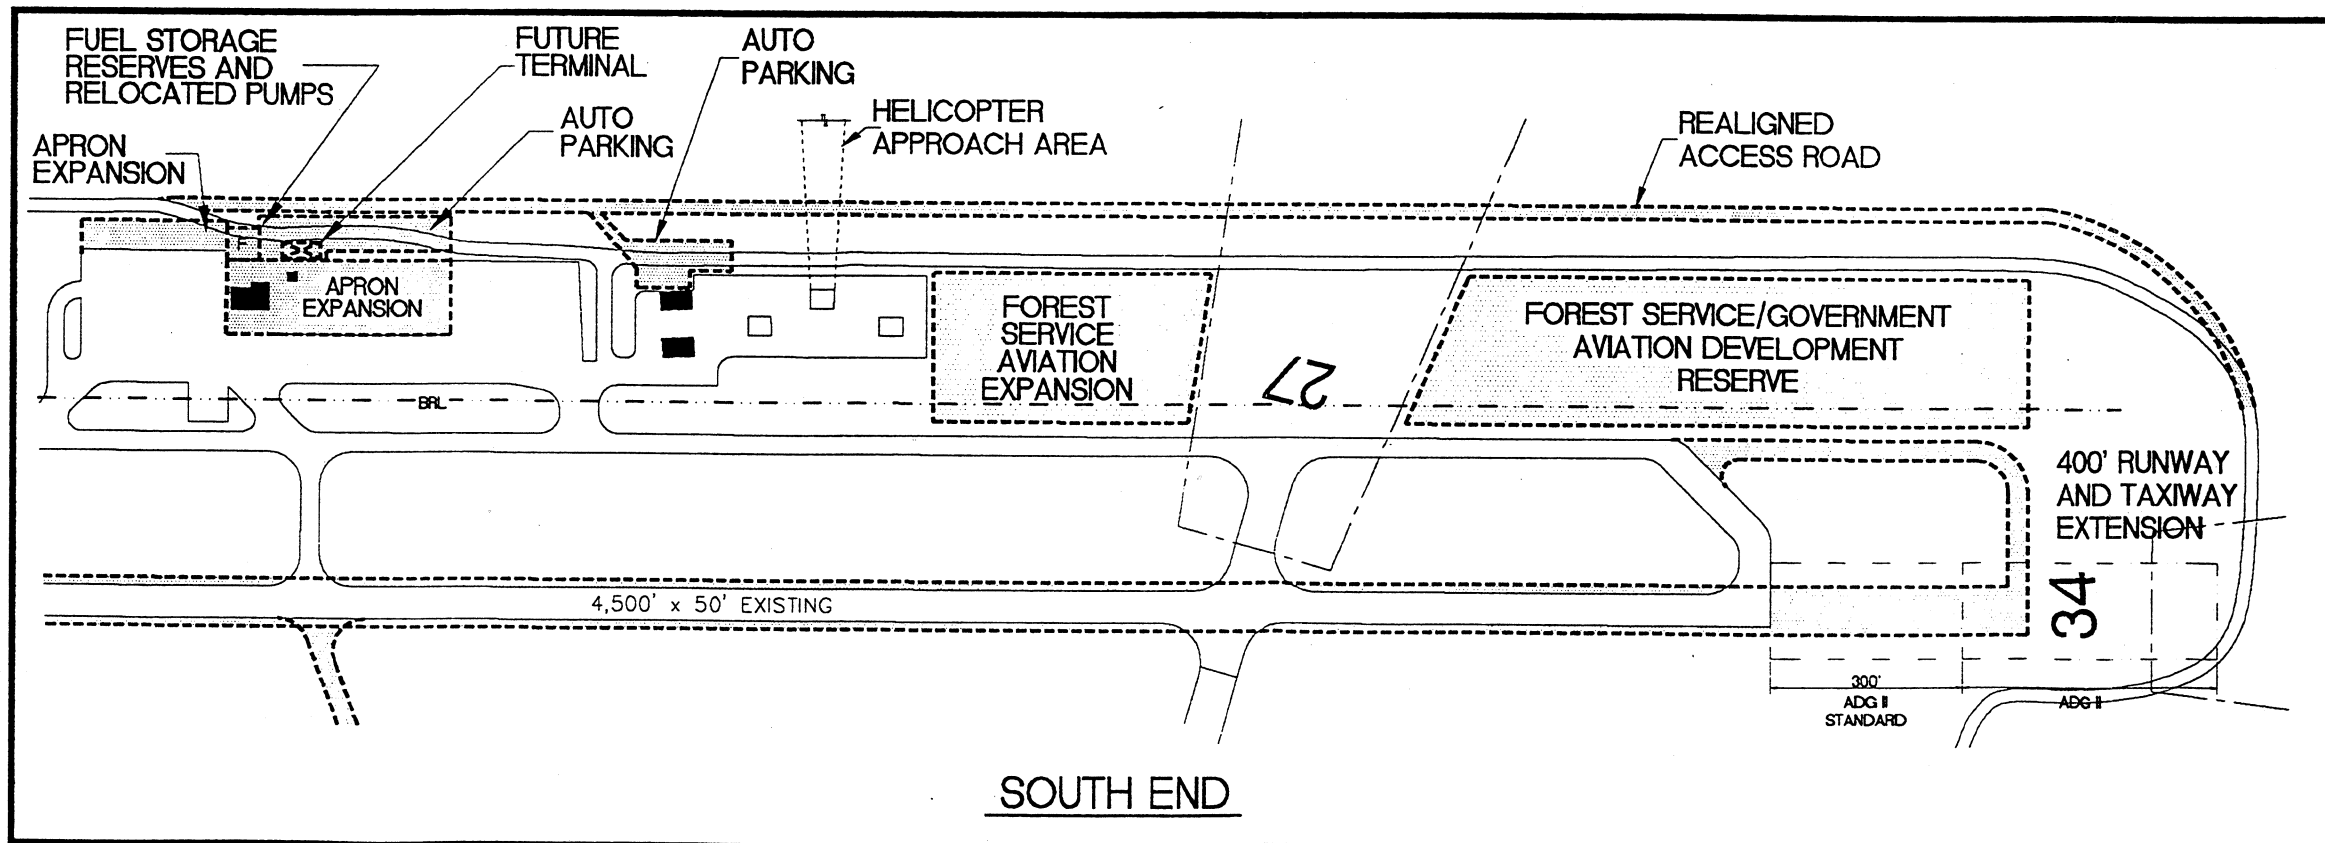 FUEL STORAGE
RESERVES AND
RELOCATED PUMPS
FUTURE
TERMINAL
AUTO
PARKING
AUTO
PARKING
HELICOPTER
APPROACH AREA
REALIGNED
ACCESS ROAD
APRON
EXPANSION
F
APRON
EXPANSION
FOREST
SERVICE
AVIATION
EXPANSION
27
FOREST SERVICE/GOVERNMENT
AVIATION DEVELOPMENT
RESERVE
BRL
400' RUNWAY
AND TAXIWAY
EXTENSION
4,500' x 50' EXISTING
34
300'
ADG II
STANDARD
ADG II
SOUTH END